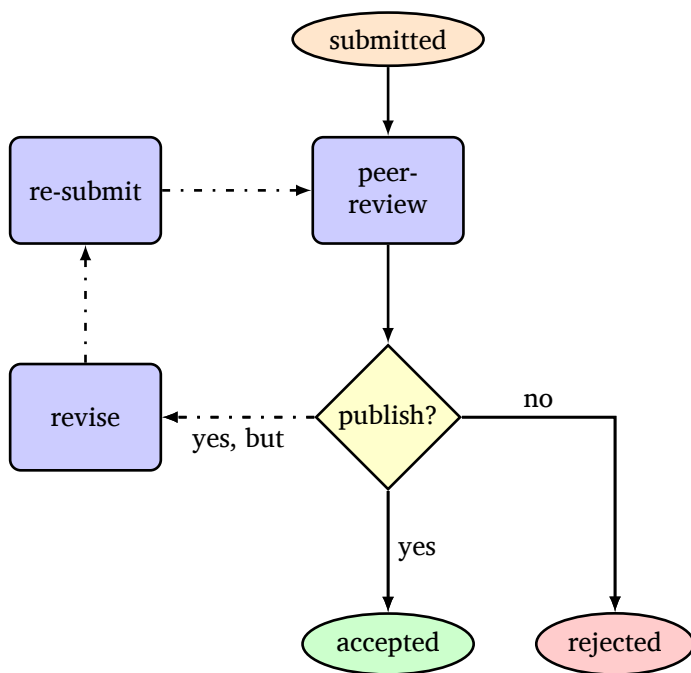 submitted
re-submit
peer-
review
revise
yes, but
publish?
no
yes
accepted
rejected